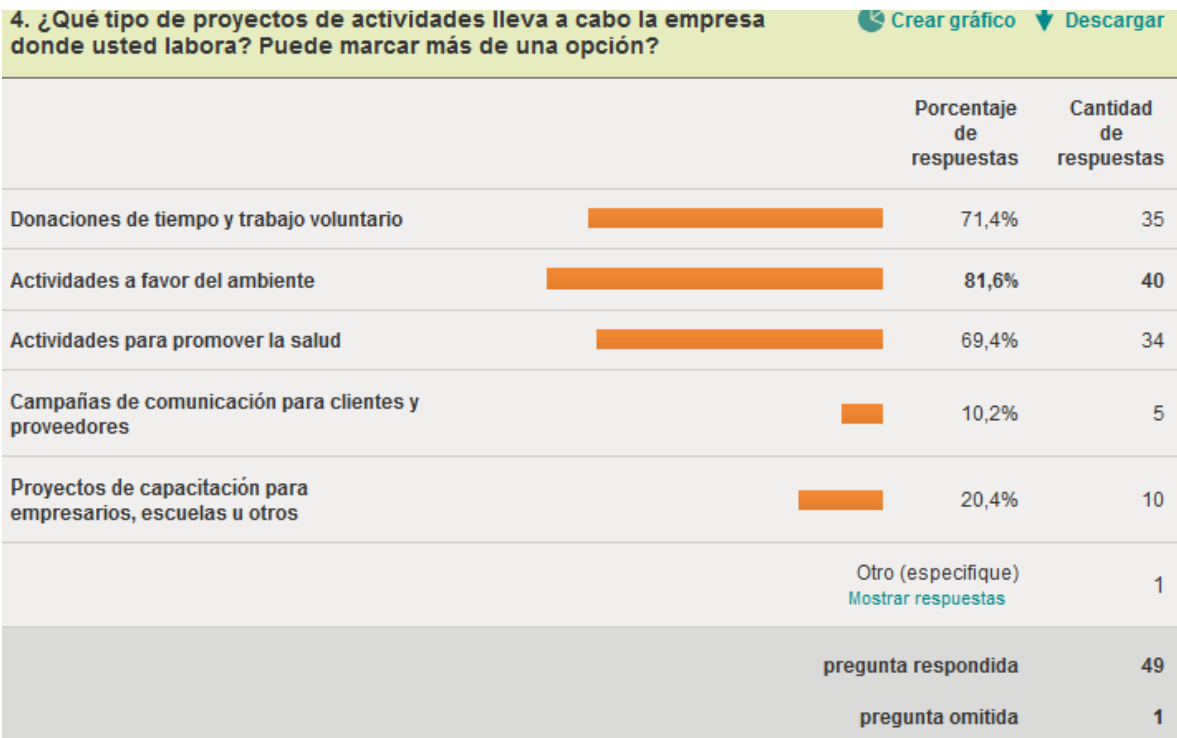 4. ¿Qué tipo de proyectos de actividades lleva a cabo la empresa
donde usted labora? Puede marcar más de una opción?
Crear gráfico Descargar
Porcentaje
de
respuestas
Cantidad
de
respuestas
Donaciones de tiempo y trabajo voluntario 71,4% 35
Actividades a favor del ambiente 81,6% 40
Actividades para promover la salud 69,4% 34
Campañas de comunicación para clientes y
proveedores 10,2% 5
Proyectos de capacitación para
empresarios, escuelas u otros 20,4% 10
Otro (especifique)
Mostrar respuestas 1
pregunta respondida 49
pregunta omitida 1